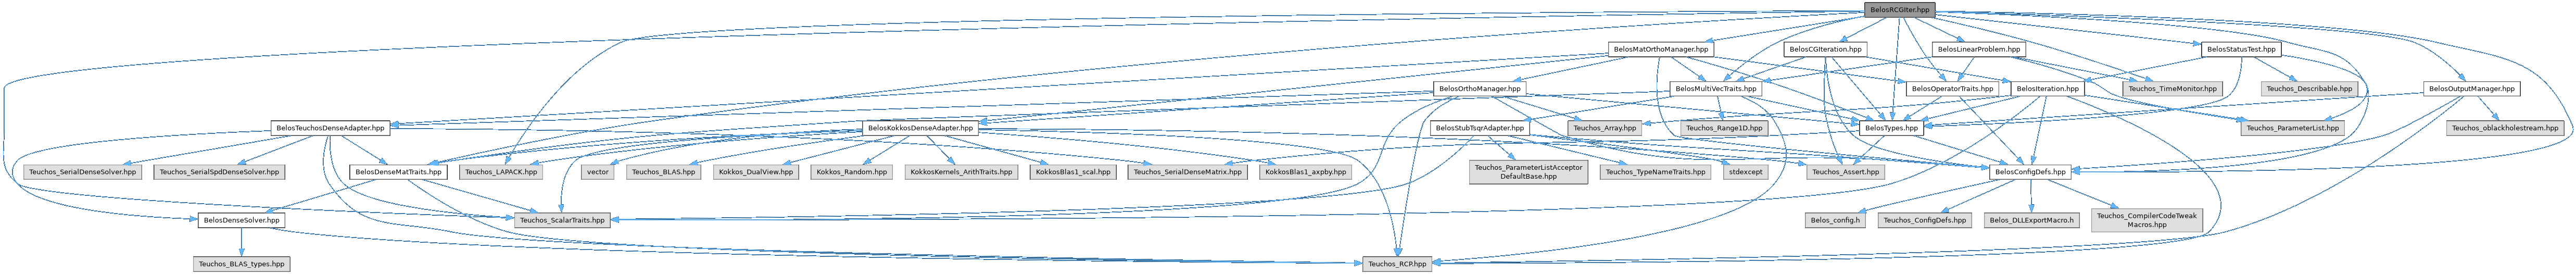 BelosRCGIter.hpp
BelosMatOrthoManager.hpp
BelosCGIteration.hpp
BelosLinearProblem.hpp
BelosStatusTest.hpp
BelosOrthoManager.hpp
BelosMultiVecTraits.hpp
BelosOperatorTraits.hpp
BelosIteration.hpp
Teuchos_TimeMonitor.hpp
Teuchos_Describable.hpp
BelosOutputManager.hpp
BelosTeuchosDenseAdapter.hpp
BelosKokkosDenseAdapter.hpp
BelosStubTsqrAdapter.hpp
Teuchos_Array.hpp
Teuchos_Range1D.hpp
BelosTypes.hpp
Teuchos_ParameterList.hpp
Teuchos_oblackholestream.hpp
Teuchos_SerialDenseSolver.hpp
Teuchos_SerialSpdDenseSolver.hpp
BelosDenseMatTraits.hpp
Teuchos_LAPACK.hpp
vector
Teuchos_BLAS.hpp
Kokkos_DualView.hpp
Kokkos_Random.hpp
KokkosKernels_ArithTraits.hpp
KokkosBlas1_scal.hpp
Teuchos_SerialDenseMatrix.hpp
KokkosBlas1_axpby.hpp
Teuchos_ParameterListAcceptor
DefaultBase.hpp
Teuchos_TypeNameTraits.hpp
stdexcept
Teuchos_Assert.hpp
BelosConfigDefs.hpp
BelosDenseSolver.hpp
Teuchos_ScalarTraits.hpp
Belos_config.h
Teuchos_ConfigDefs.hpp
Belos_DLLExportMacro.h
Teuchos_CompilerCodeTweak
Macros.hpp
Teuchos_BLAS_types.hpp
Teuchos_RCP.hpp